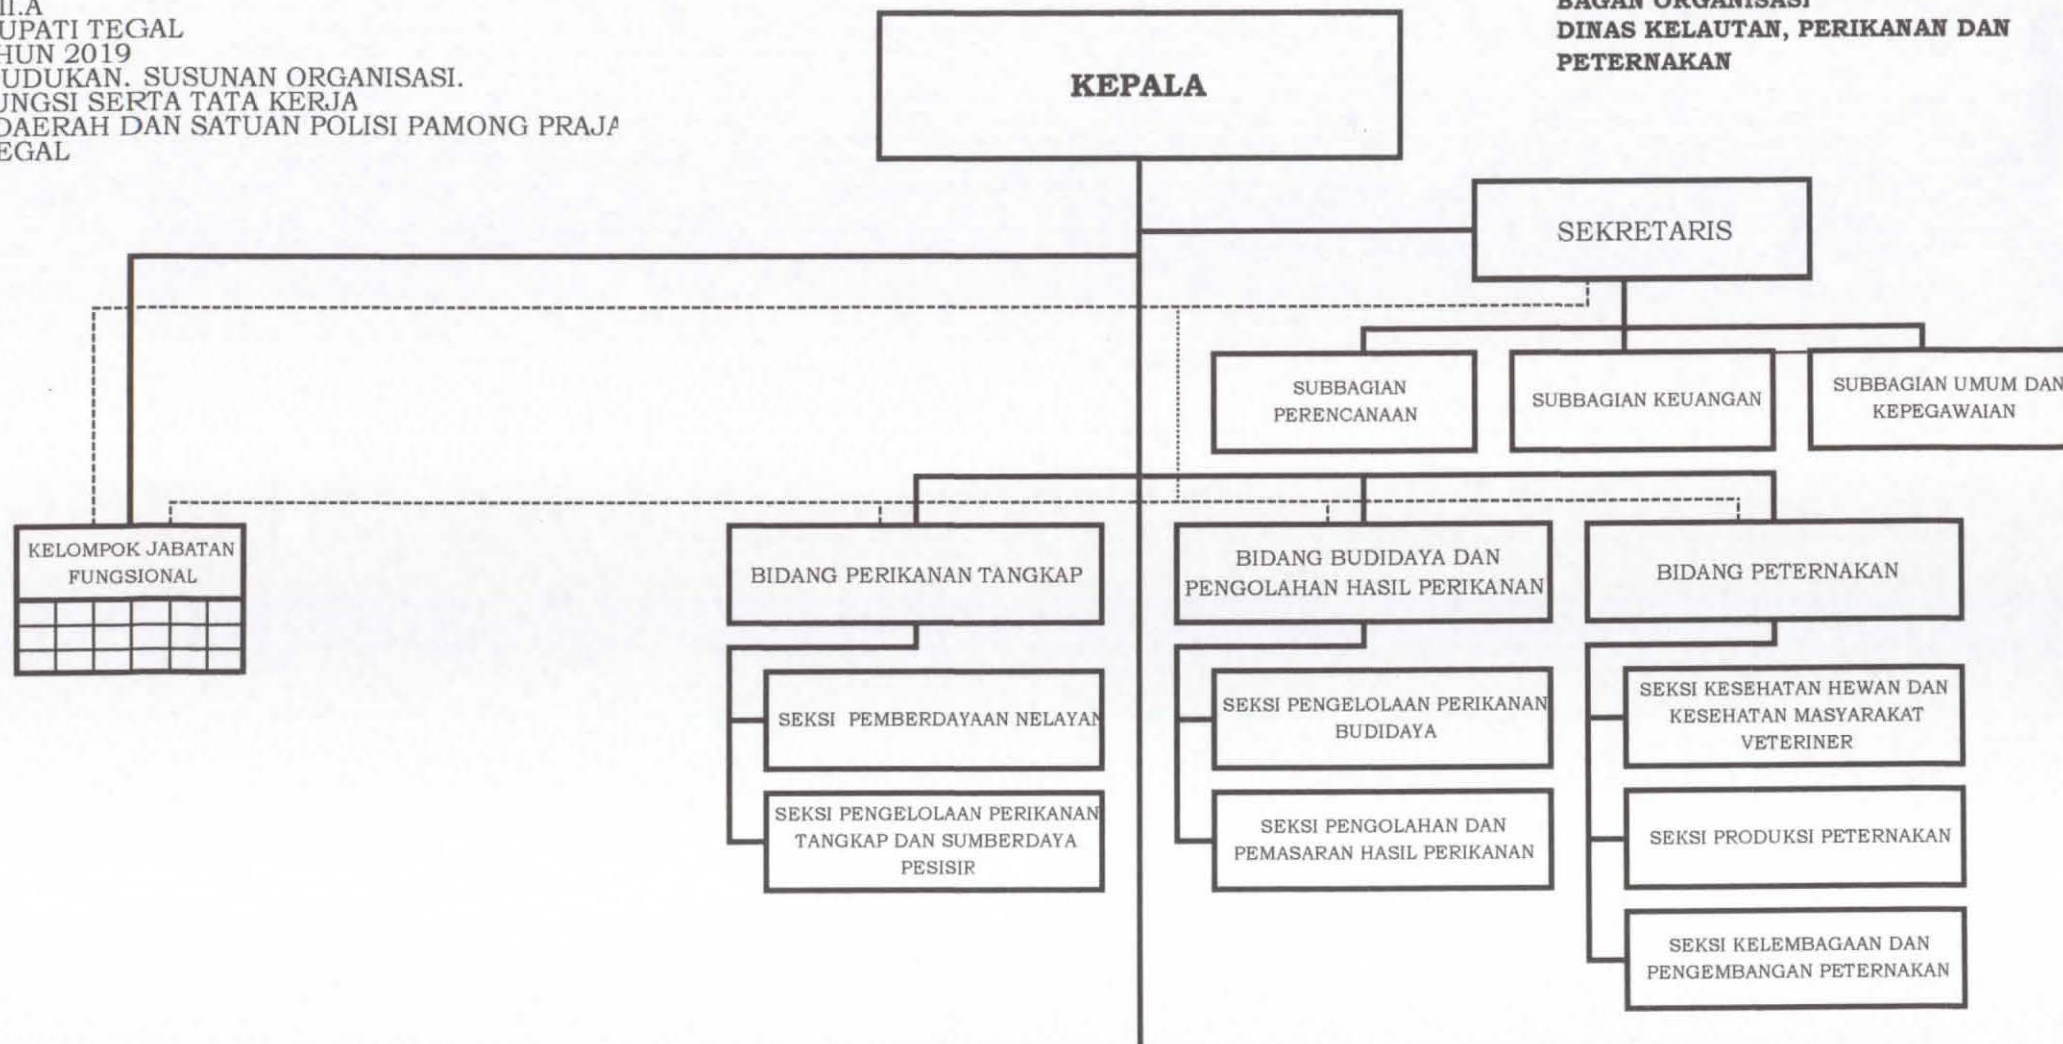 II.A
UPATI TEGAL
HUN 2019
UDUKAN. SUSUNAN ORGANISASI.
UNGSI SERTA TATA KERJA
DAERAH DAN SATUAN POLISI PAMONG PRAJA
EGAL
BAGAN ORGANISASI
DINAS KELAUTAN, PERIKANAN DAN
PETERNAKAN
KEPALA
SEKRETARIS
SUBBAGIAN
PERENCANAAN
SUBBAGIAN KEUANGAN
SUBBAGIAN UMUM DAN
KEPEGAWAIAN
KELOMPOK JABATAN
FUNGSIONAL
BIDANG PERIKANAN TANGKAP
BIDANG BUDIDAYA DAN
PENGOLAHAN HASIL PERIKANAN
BIDANG PETERNAKAN
SEKSI PEMBERDAYAAN NELAYAN
SEKSI PENGELOLAAN PERIKANAN
TANGKAP DAN SUMBERDAYA
PESISIR
SEKSI PENGELOLAAN PERIKANAN
BUDIDAYA
SEKSI PENGOLAHAN DAN
PEMASARAN HASIL PERIKANAN
SEKSI KESEHATAN HEWAN DAN
KESEHATAN MASYARAKAT
VETERINER
SEKSI PRODUKSI PETERNAKAN
SEKSI KELEMBAGAAN DAN
PENGEMBANGAN PETERNAKAN